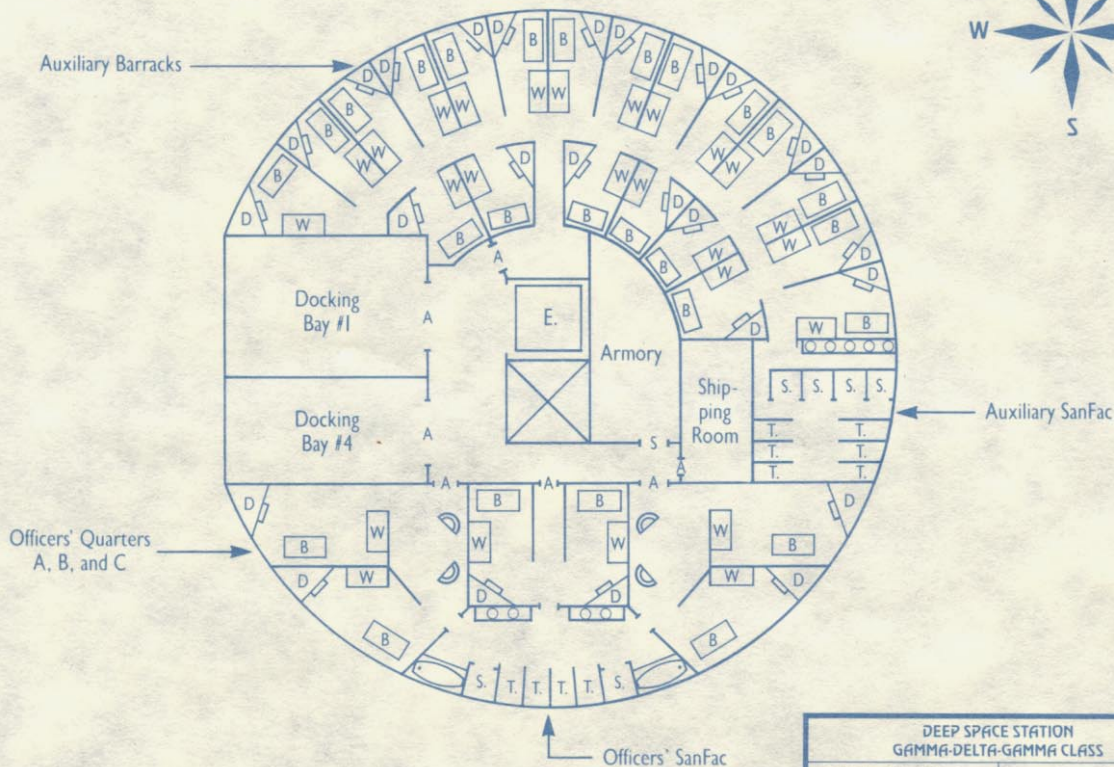 D D D D
W
B B B B
Auxiliary Barracks
D D B B D D
W W W W W W
B B B B
S
D W W W W D
B D W W D W W D B D
D W D B B B B D D W B
W B D
A B
Docking
Bay #1
A
E.
B
D
W B
Armory
Ship-
ping
Room
S. S. S. S.
Auxiliary SanFac
Docking
Bay #4
A
S
T. T.
T. T.
T. T.
A
A A A
D B B D
W W W W
B B
Officers' Quarters
A, B, and C
D W D D W D
B B
S. T. T. T. T. S.
Officers' SanFac
DEEP SPACE STATION
GAMMA-DELTA-GAMMA CLASS